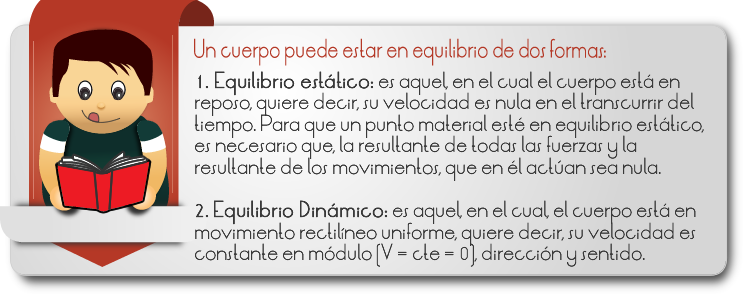 Un cuerpo puede estar en equilibrio de dos formas:
1. Equilibrio estático: es aquel, en el cual el cuerpo está en
reposo, quiere decir, su velocidad es nula en el transcurrir del
tiempo. Para que un punto material esté en equilibrio estático,
es necesario que, la resultante de todas las fuerzas y la
resultante de los movimientos, que en él actúan sea nula.
2. Equilibrio Dinámico: es aquel, en el cual, el cuerpo está en
movimiento rectilíneo uniforme, quiere decir, su velocidad es
constante en módulo (V = cte = 0), dirección y sentido.